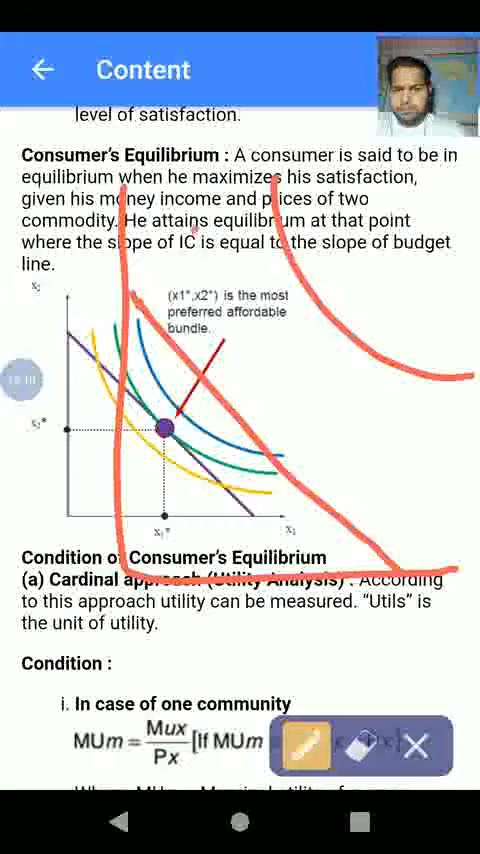 Content
level of satisfaction.
Consumer's Equilibrium : A consumer is said to be in
equilibrium when he maximizes his satisfaction,
given his money income and prices of two
commodity. He attains equilibrium at that point
where the slope of IC is equal to the slope of budget
line.
x₂
(x1*,x2*) is the most
preferred affordable
bundle.
x₂*
x₁*
x₁
Condition of Consumer's Equilibrium
(a) Cardinal approach (Utility Analysis) : According
to this approach utility can be measured. "Utils" is
the unit of utility.
Condition :
i. In case of one community
MUm = Mux/Px [If MUm